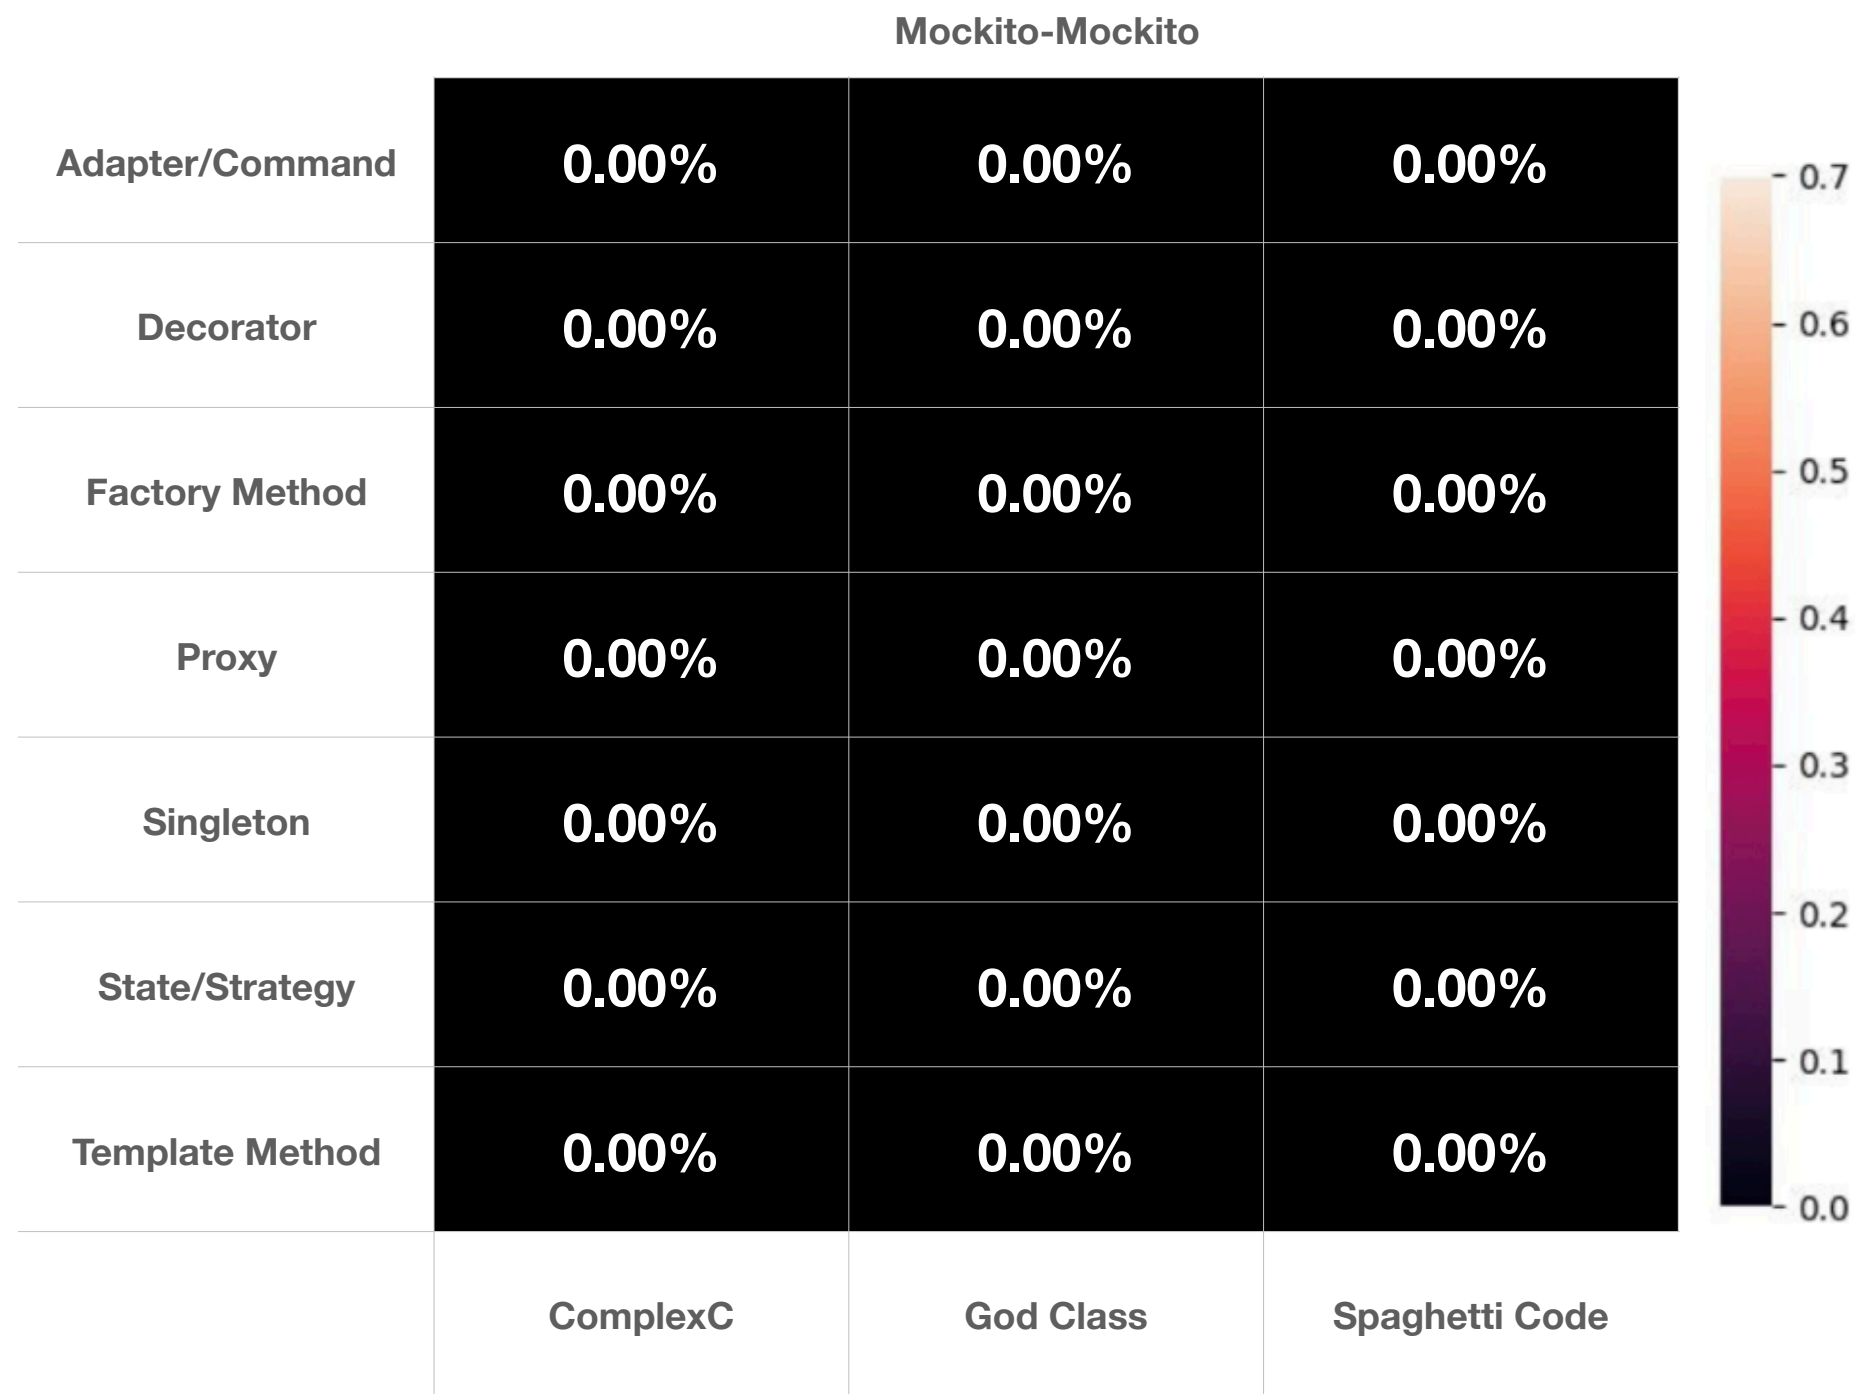 Mockito-Mockito
Adapter/Command 0.00% 0.00% 0.00%
Decorator 0.00% 0.00% 0.00%
Factory Method 0.00% 0.00% 0.00%
Proxy 0.00% 0.00% 0.00%
Singleton 0.00% 0.00% 0.00%
State/Strategy 0.00% 0.00% 0.00%
Template Method 0.00% 0.00% 0.00%
ComplexC God Class Spaghetti Code
0.7
0.6
0.5
0.4
0.3
0.2
0.1
0.0